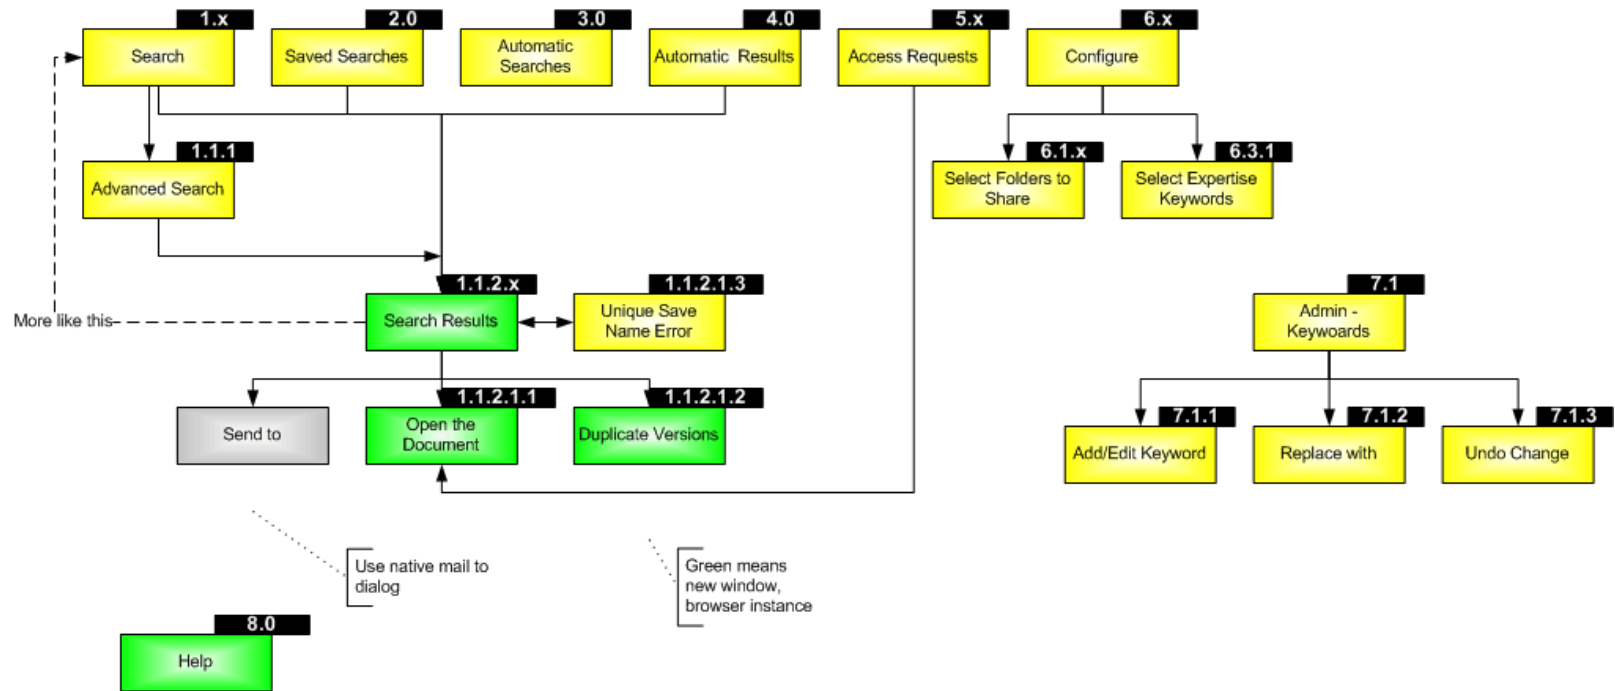 1.x
2.0
3.0
4.0
5.x
6.x
Search
Saved Searches
Automatic
Searches
Automatic Results
Access Requests
Configure
1.1.1
6.1.x
6.3.1
Advanced Search
Select Folders to
Share
Select Expertise
Keywords
1.1.2.x
1.1.2.1.3
7.1
More like this
Search Results
Unique Save
Name Error
Admin -
Keywoards
1.1.2.1.1
1.1.2.1.2
7.1.1
7.1.2
7.1.3
Send to
Open the
Document
Duplicate Versions
Add/Edit Keyword
Replace with
Undo Change
Use native mail to
dialog
Green means
new window,
browser instance
8.0
Help